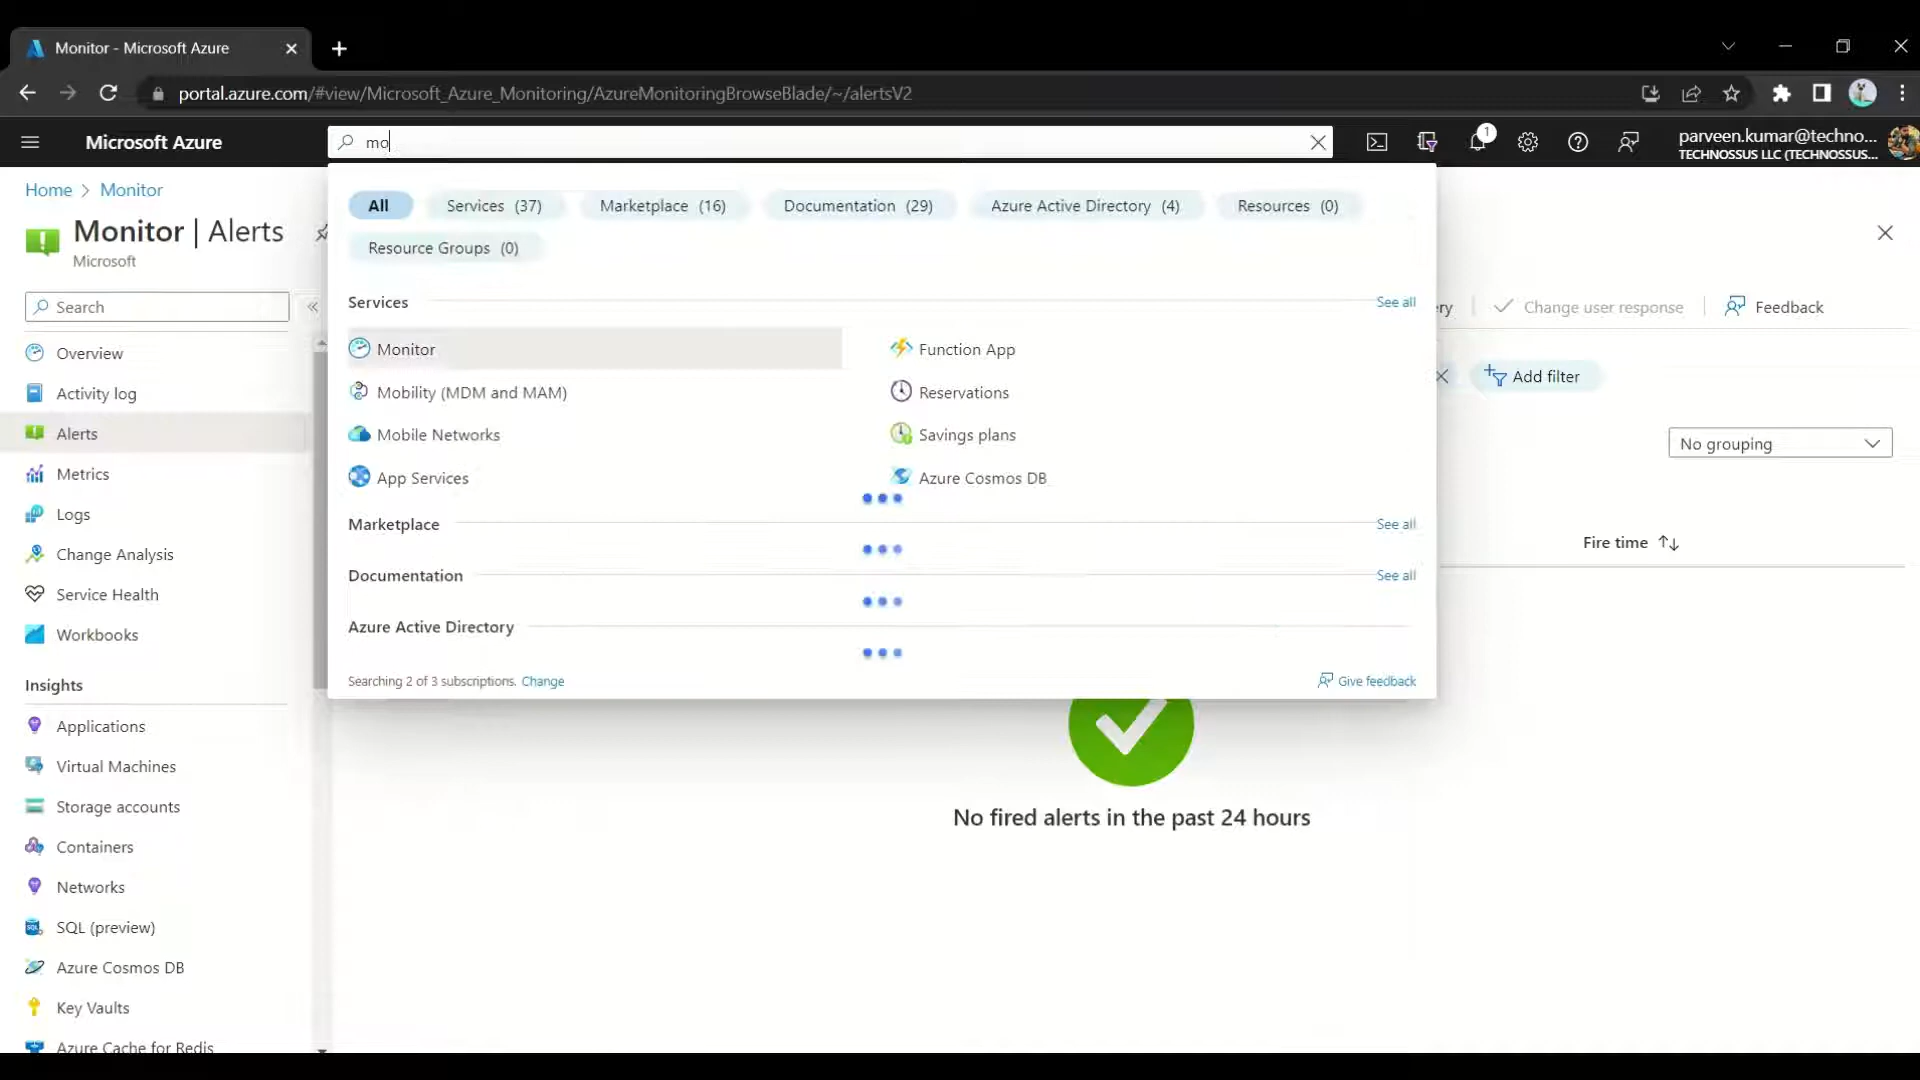 Monitor - Microsoft Azure
portal.azure.com/#view/Microsoft_Azure_Monitoring/AzureMonitoringBrowseBlade/~/alertsV2
Microsoft Azure
mo
1
parveen.kumar@techno...
TECHNOSSUS LLC (TECHNOSSUS...
Home > Monitor
Monitor | Alerts
Microsoft
Search
Overview
Activity log
Alerts
Metrics
Logs
Change Analysis
Service Health
Workbooks
Insights
Applications
Virtual Machines
Storage accounts
Containers
Networks
SQL (preview)
Azure Cosmos DB
Key Vaults
Azure Cache for Redis
All Services (37) Marketplace (16) Documentation (29) Azure Active Directory (4) Resources (0)
Resource Groups (0)
Services See all
Monitor Function App
Mobility (MDM and MAM) Reservations
Mobile Networks Savings plans
App Services Azure Cosmos DB
Marketplace See all
Documentation See all
Azure Active Directory
Searching 2 of 3 subscriptions. Change Give feedback
Change user response Feedback
Add filter
No grouping
Fire time
No fired alerts in the past 24 hours